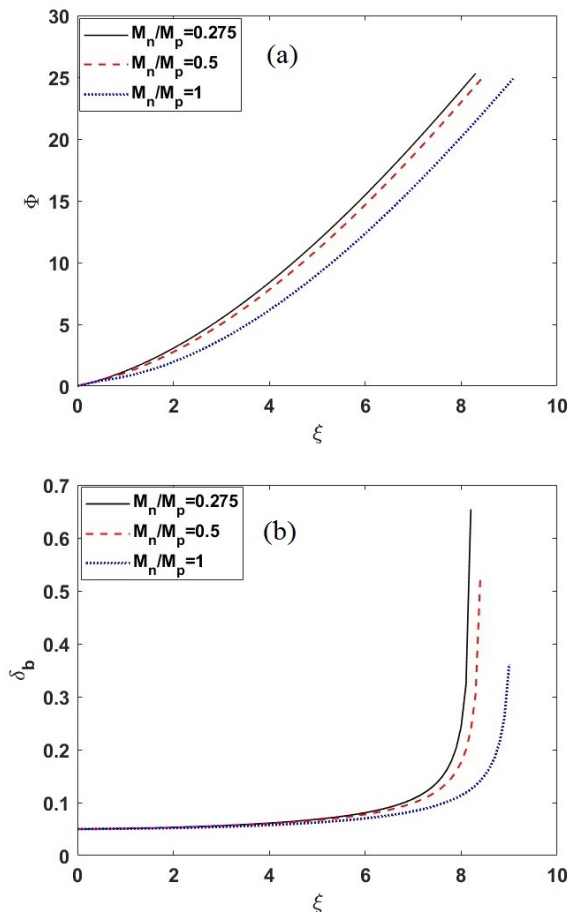 30
25
20
15
10
5
0
Φ
M_n/M_p=0.275
M_n/M_p=0.5
M_n/M_p=1
(a)
0 2 4 6 8 10
ξ
0.7
0.6
0.5
0.4
0.3
0.2
0.1
0
δ_b
M_n/M_p=0.275
M_n/M_p=0.5
M_n/M_p=1
(b)
0 2 4 6 8 10
ξ